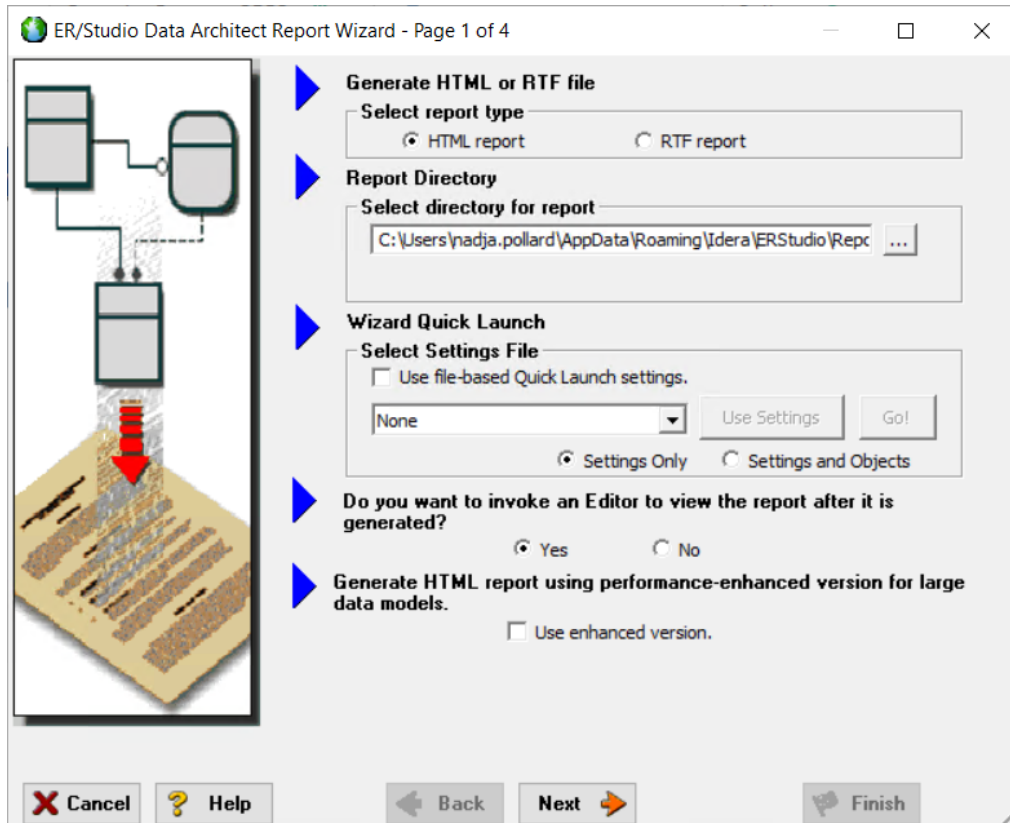 ER/Studio Data Architect Report Wizard - Page 1 of 4
Generate HTML or RTF file
Select report type
HTML report RTF report
Report Directory
Select directory for report
C:\Users\nadja.pollard\AppData\Roaming\Idera\ERStudio\Repc ...
Wizard Quick Launch
Select Settings File
Use file-based Quick Launch settings.
None Use Settings Go!
Settings Only Settings and Objects
Do you want to invoke an Editor to view the report after it is
generated?
Yes No
Generate HTML report using performance-enhanced version for large
data models.
Use enhanced version.
Cancel Help Back Next Finish